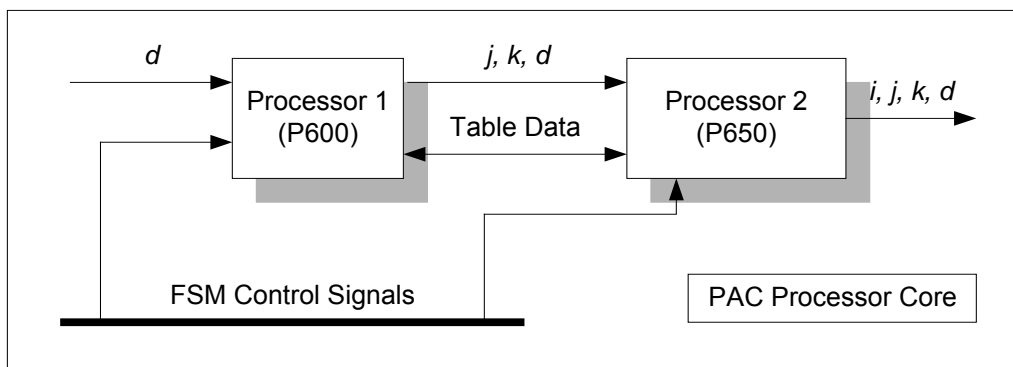 d
j, k, d
Processor 1
(P600)
Processor 2
(P650)
i, j, k, d
Table Data
FSM Control Signals
PAC Processor Core